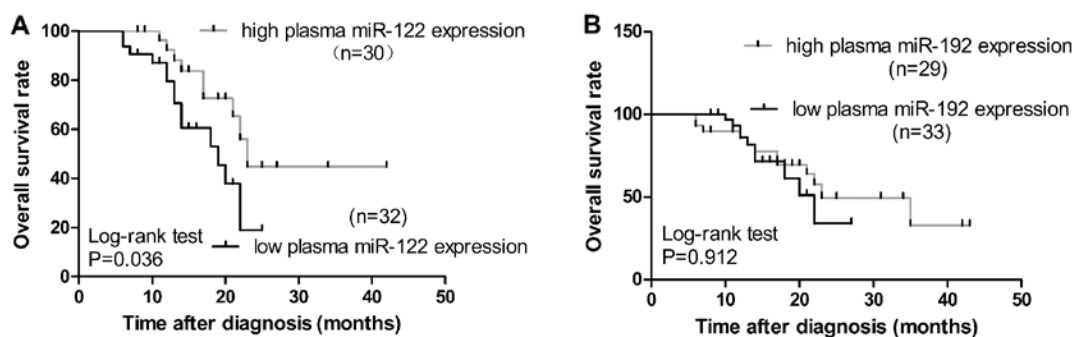 A
high plasma miR-122 expression
(n=30)
100
80
60
40
20
0
Overall survival rate
(n=32)
low plasma miR-122 expression
Log-rank test
P=0.036
0
10
20
30
40
50
Time after diagnosis (months)
B
high plasma miR-192 expression
(n=29)
low plasma miR-192 expression
(n=33)
150
100
50
0
Overall survival rate
Log-rank test
P=0.912
0
10
20
30
40
50
Time after diagnosis (months)